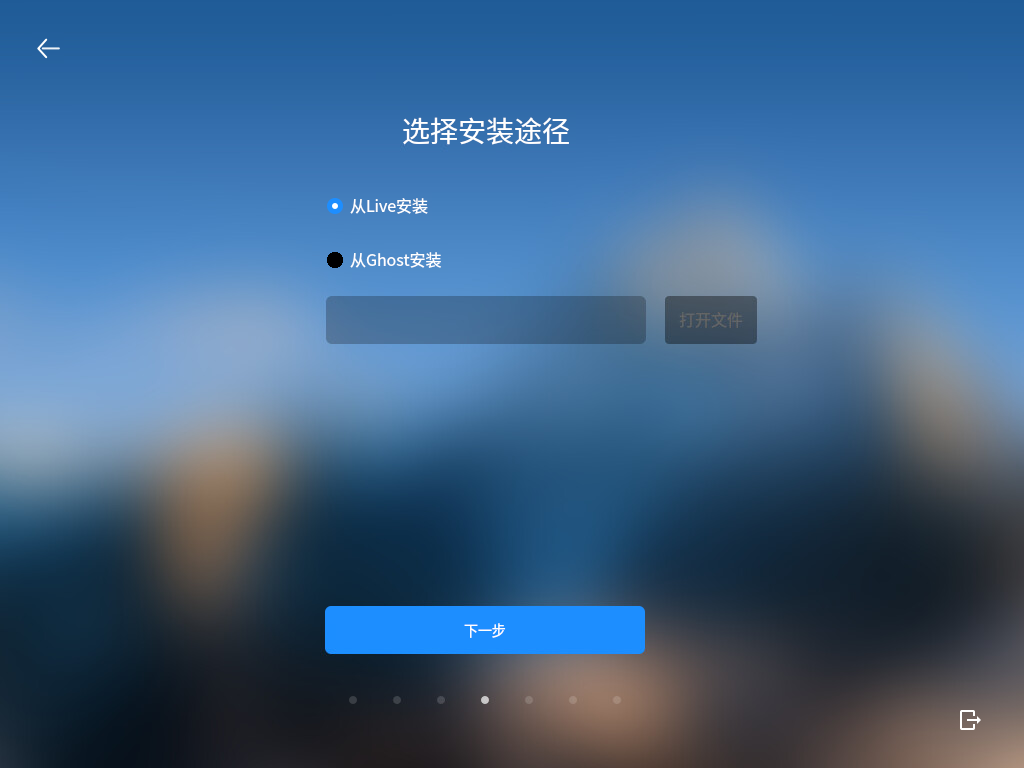 选择安装途径
从Live安装
从Ghost安装
打开文件
下一步